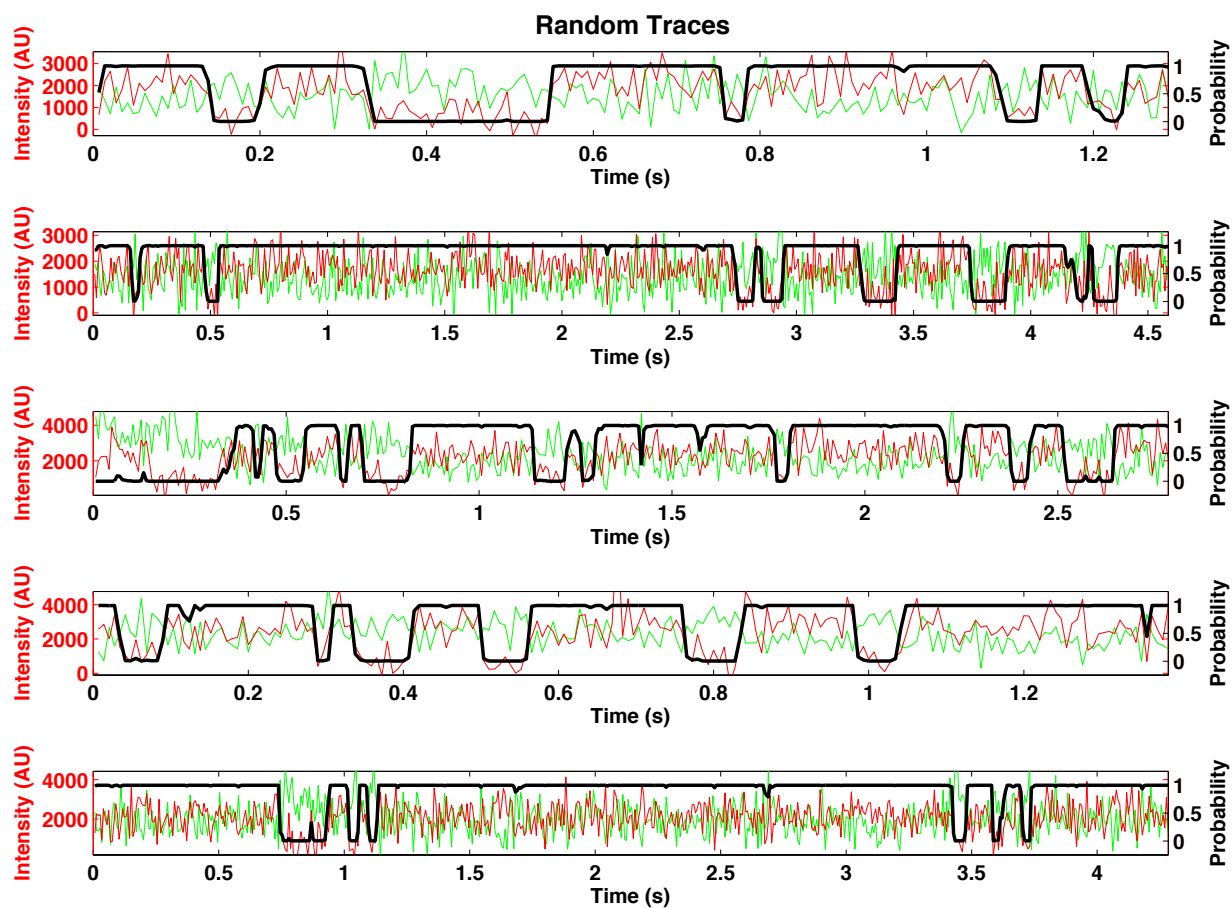 Random Traces
Intensity (AU)
3000
2000
1000
0
1
0.5
0
Probability
0 0.2 0.4 0.6 0.8 1 1.2
Time (s)
Intensity (AU)
3000
2000
1000
0
1
0.5
0
Probability
0 0.5 1 1.5 2 2.5 3 3.5 4 4.5
Time (s)
Intensity (AU)
4000
2000
1
0.5
0
Probability
0 0.5 1 1.5 2 2.5
Time (s)
Intensity (AU)
4000
2000
0
1
0.5
0
Probability
0 0.2 0.4 0.6 0.8 1 1.2
Time (s)
Intensity (AU)
4000
2000
1
0.5
0
Probability
0 0.5 1 1.5 2 2.5 3 3.5 4
Time (s)